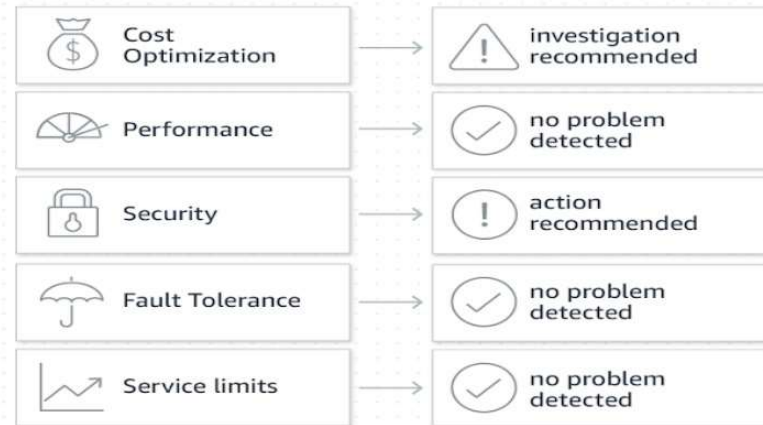 Cost
Optimization
investigation
recommended
Performance
no problem
detected
Security
action
recommended
Fault Tolerance
no problem
detected
Service limits
no problem
detected